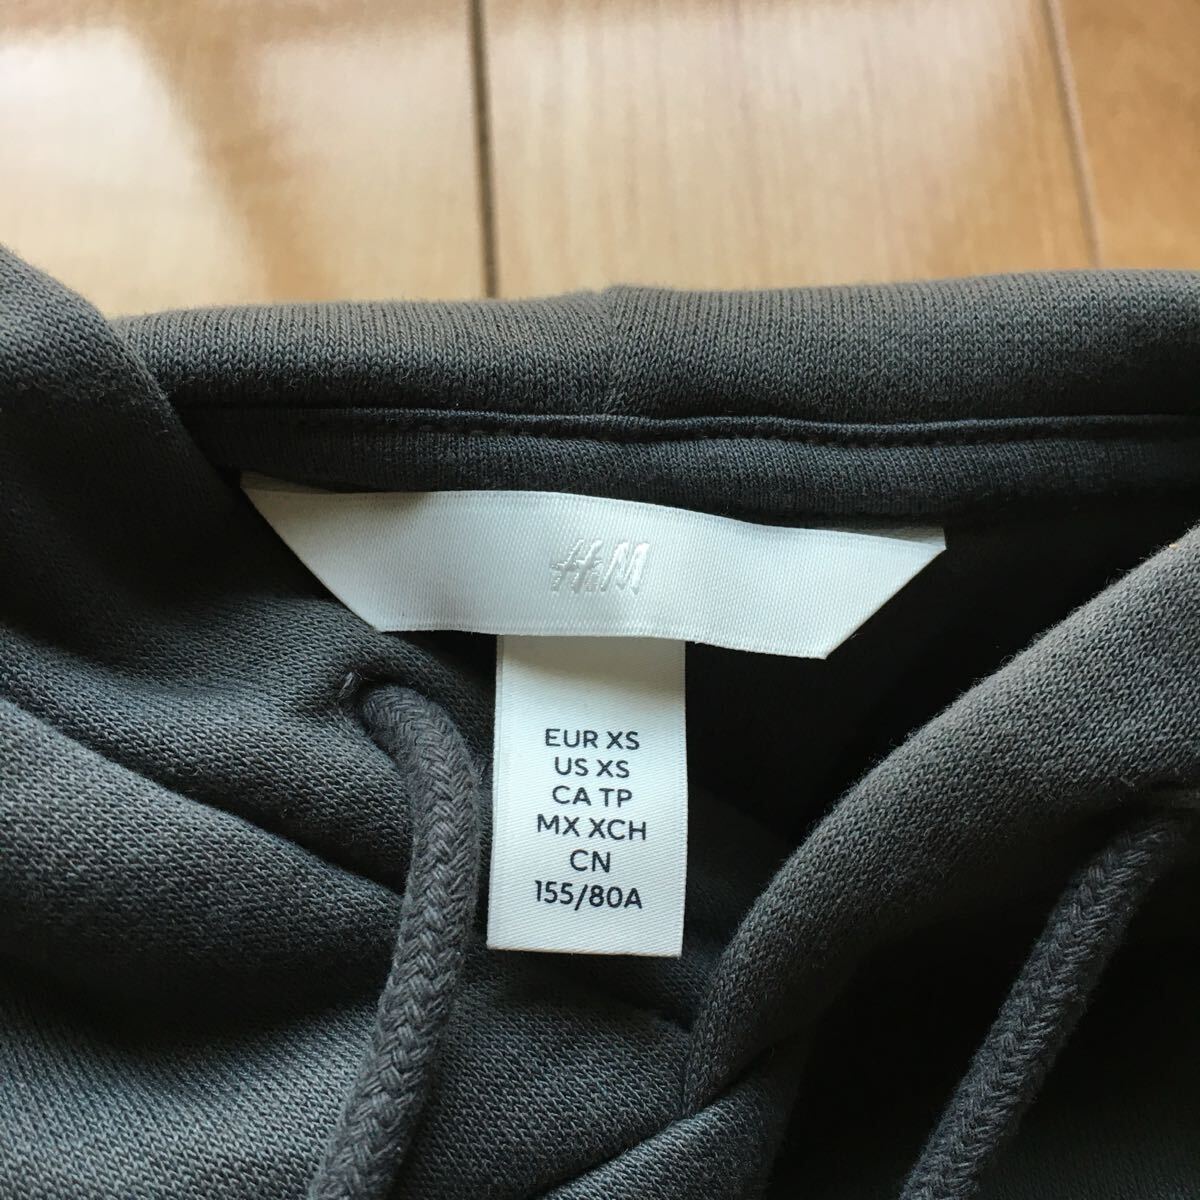 H&M
EUR XS
US XS
CA TP
MX XCH
CN
155/80A